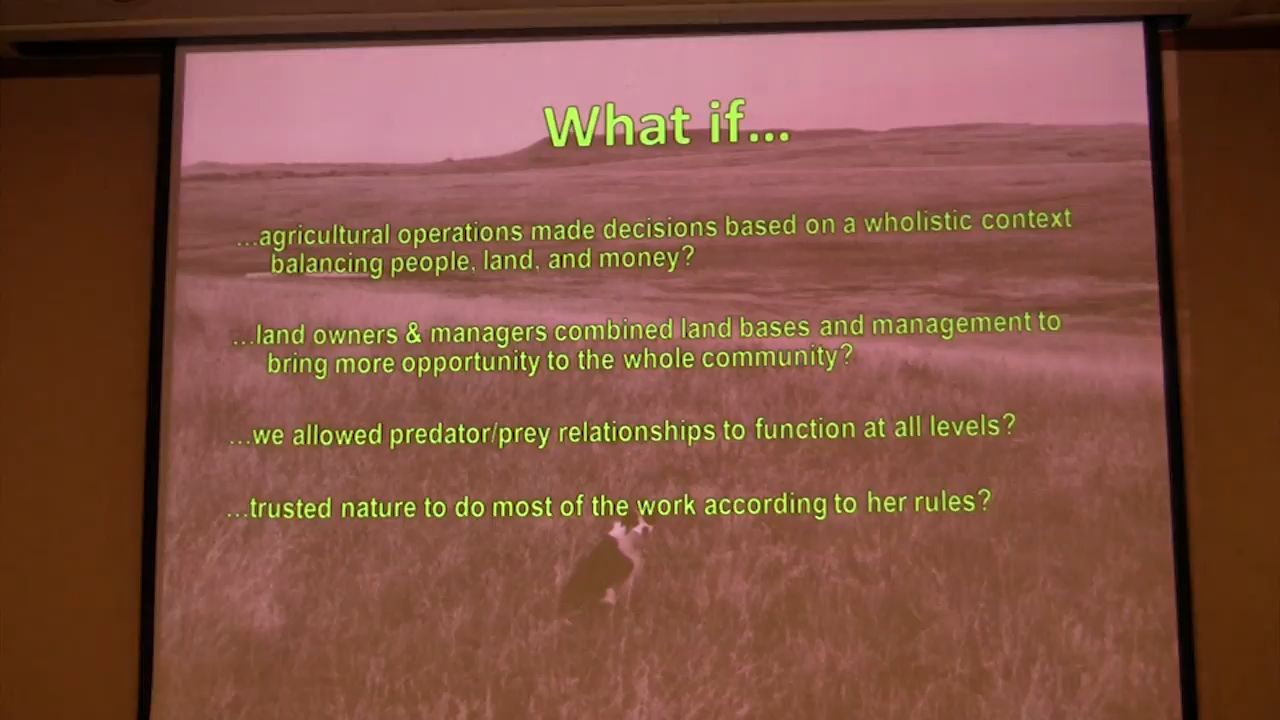 What if...
...agricultural operations made decisions based on a wholistic context
balancing people, land, and money?
...land owners & managers combined land bases and management to
bring more opportunity to the whole community?
...we allowed predator/prey relationships to function at all levels?
...trusted nature to do most of the work according to her rules?